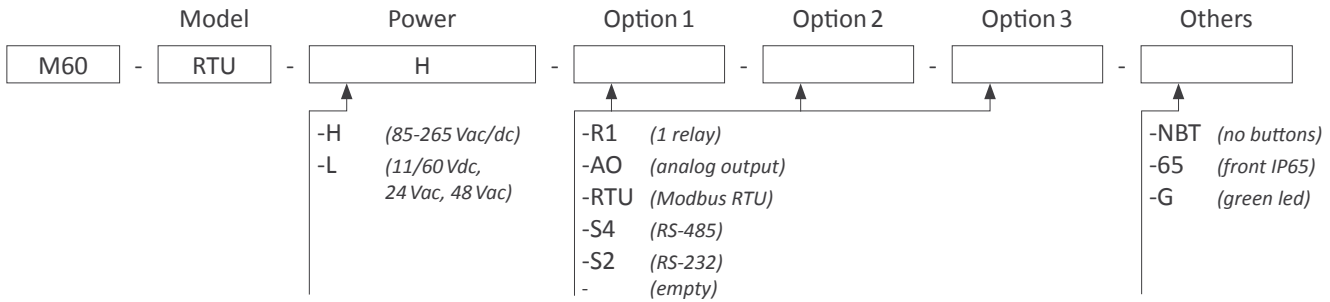 Model Power Option 1 Option 2 Option 3 Others
M60 - RTU - H - - - -
-H (85-265 Vac/dc) -R1 (1 relay) -NBT (no buttons)
-L (11/60 Vdc, -AO (analog output) -65 (front IP65)
24 Vac, 48 Vac) -RTU (Modbus RTU) -G (green led)
-S4 (RS-485)
-S2 (RS-232)
- (empty)